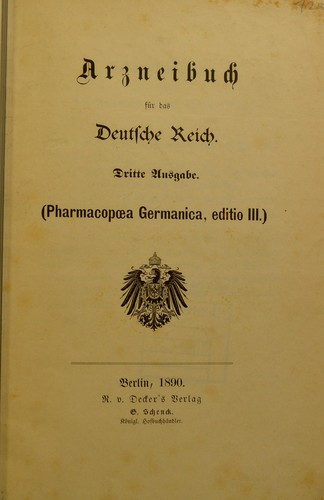 Arzneibuch
für das
Deutſche Reich.
Dritte Ausgabe.
(Pharmacopœa Germanica, editio III.)
Berlin, 1890.
R. v. Decker's Verlag
G. Schenck.
Königl. Hofbuchhändler.